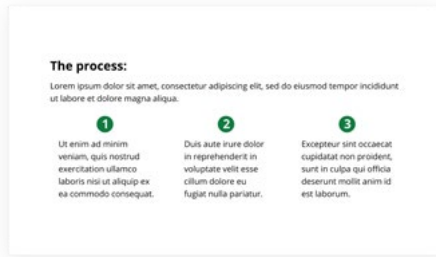 The process:
Lorem ipsum dolor sit amet, consectetur adipiscing elit, sed do eiusmod tempor incididunt
ut labore et dolore magna aliqua.
1
Ut enim ad minim
veniam, quis nostrud
exercitation ullamco
laboris nisi ut aliquip ex
ea commodo consequat.
2
Duis aute irure dolor
in reprehenderit in
voluptate velit esse
cillum dolore eu
fugiat nulla pariatur.
3
Excepteur sint occaecat
cupidatat non proident,
sunt in culpa qui officia
deserunt mollit anim id
est laborum.